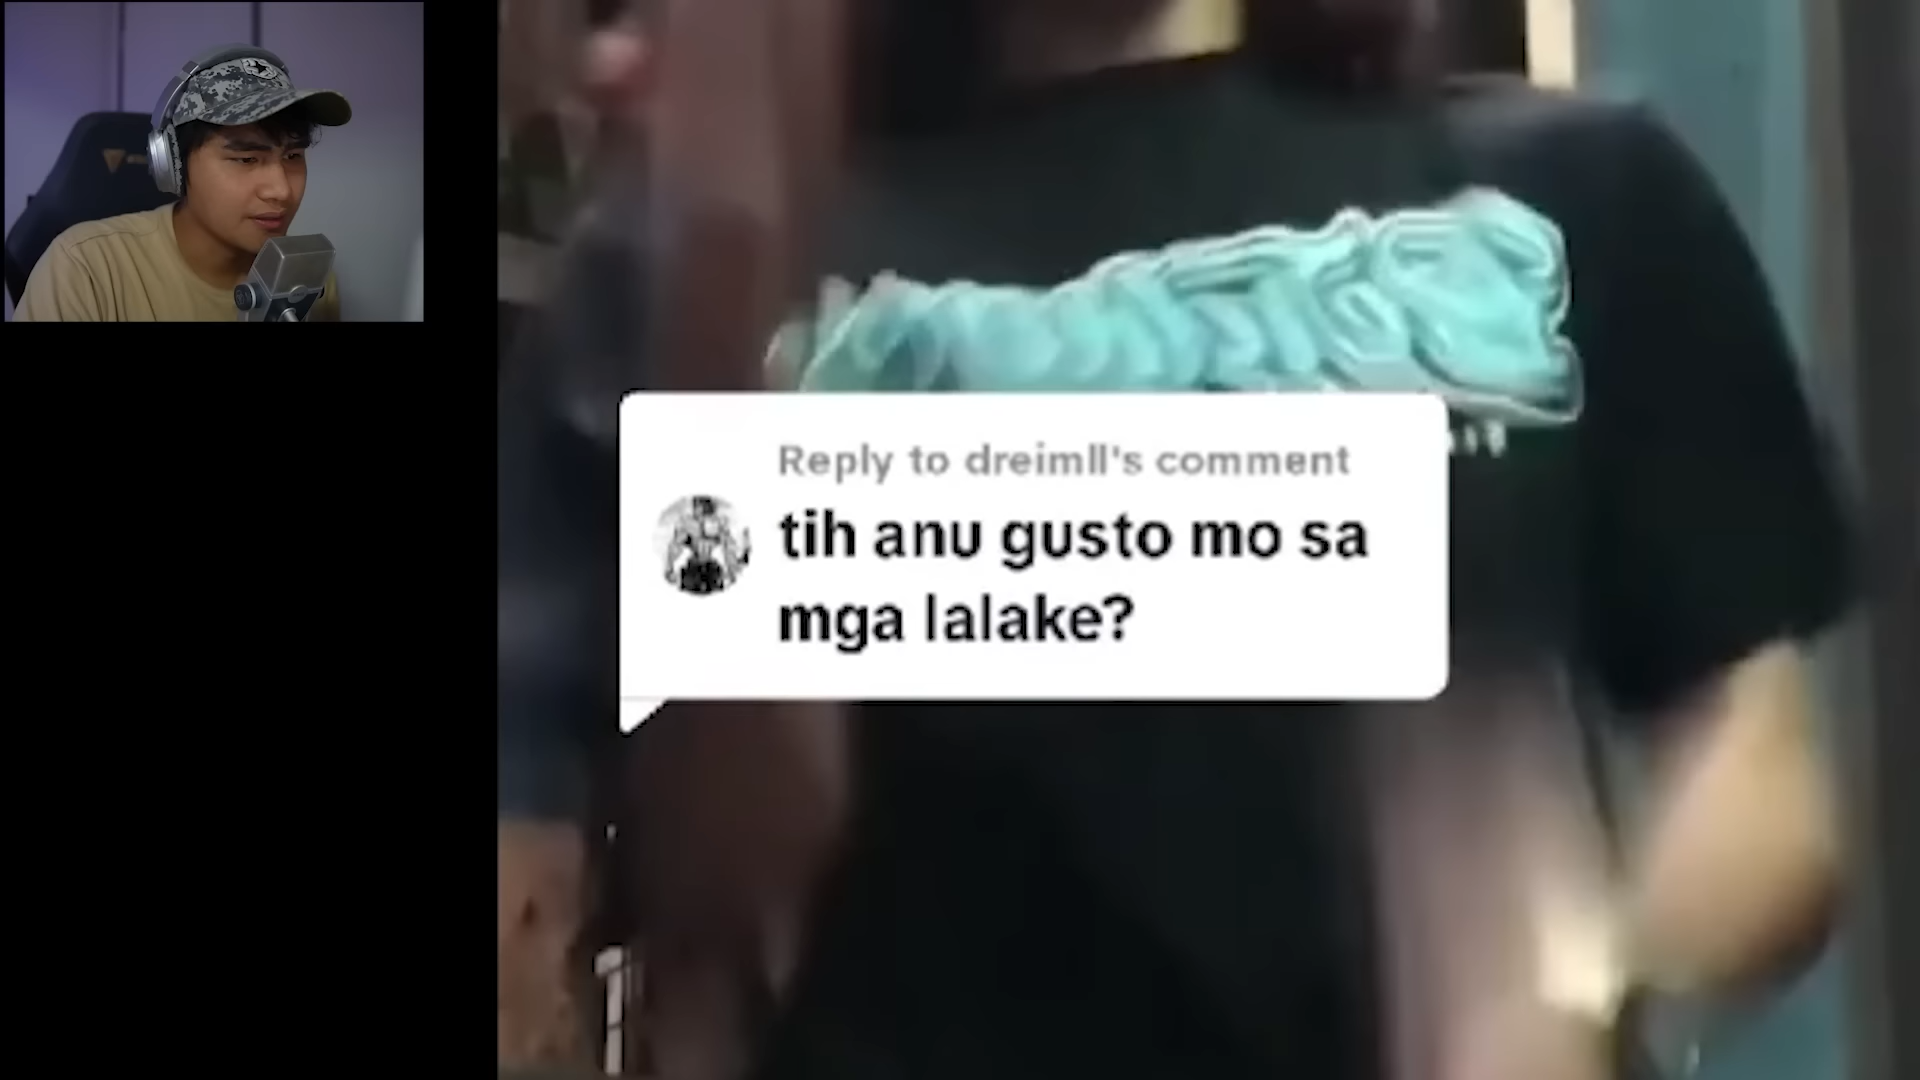 Reply to dreimll's comment
tih anu gusto mo sa
mga lalake?